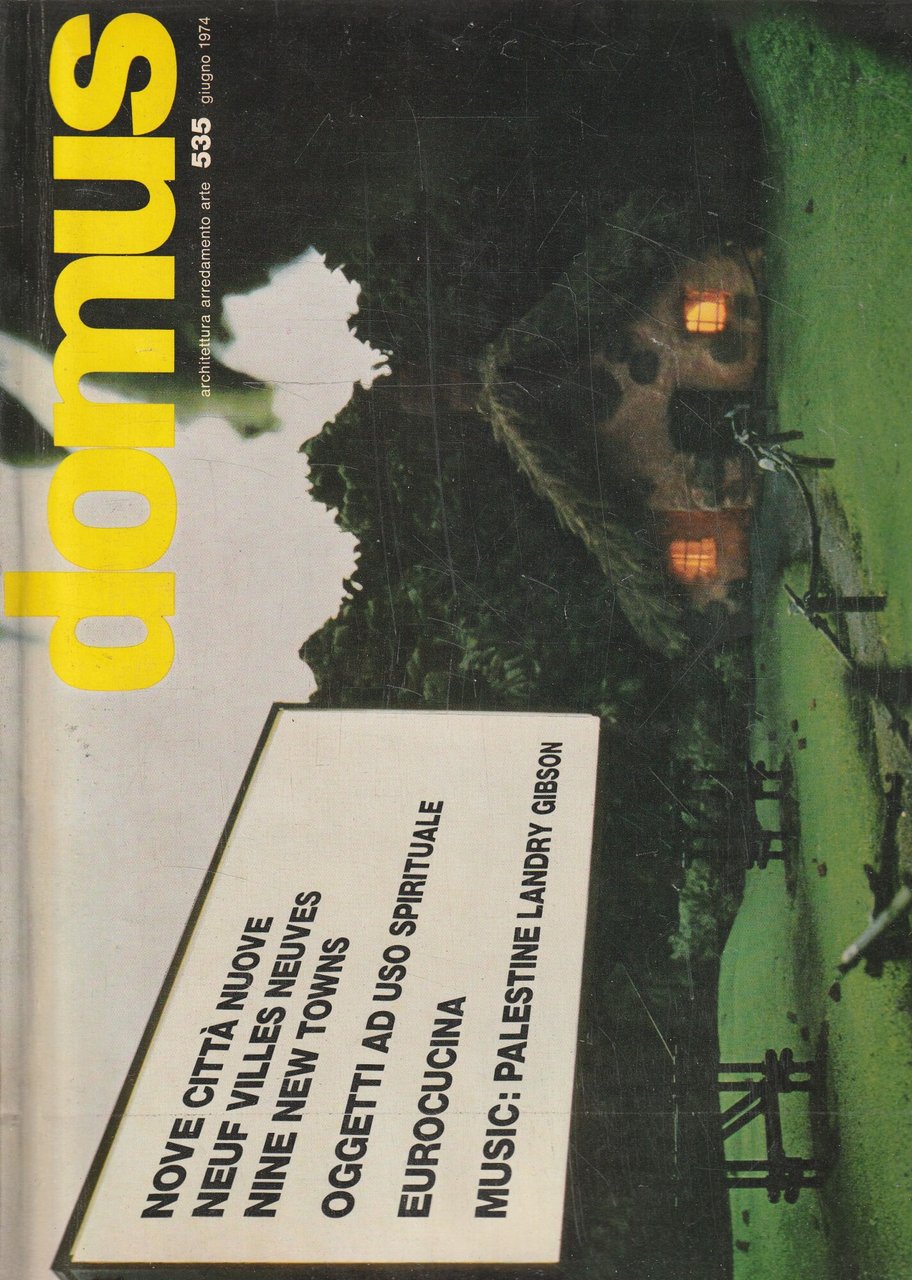 domus
architettura arredamento arte 535 giugno 1974
NOVE CITTÀ NUOVE
NEUF VILLES NEUVES
NINE NEW TOWNS
OGGETTI AD USO SPIRITUALE
EUROCUCINA
MUSIC: PALESTINE LANDRY GIBSON